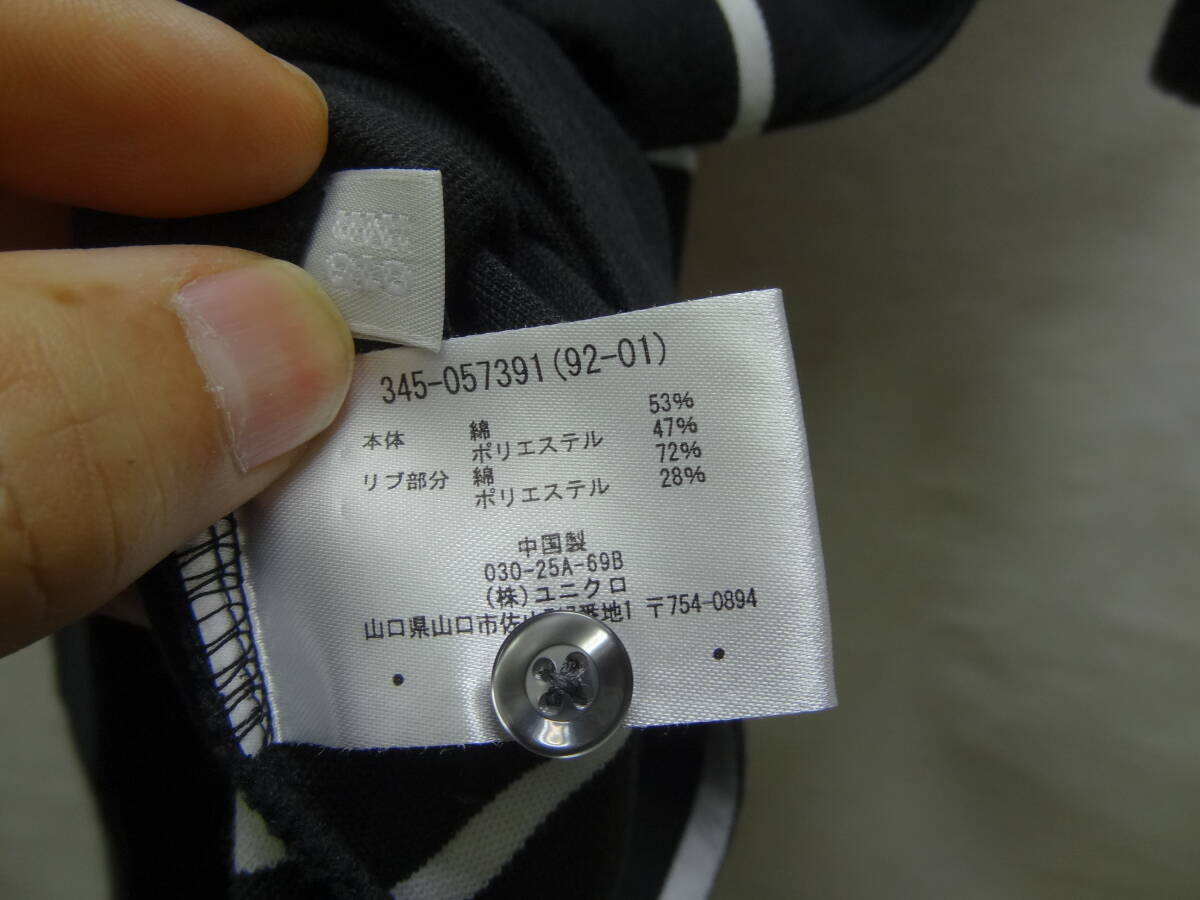 345-057391(92-01)
本体 綿 53%
ポリエステル 47%
リブ部分 綿 72%
ポリエステル 28%
中国製
030-25A-69B
(株)ユニクロ
山口県山口市佐山 番地1 〒754-0894